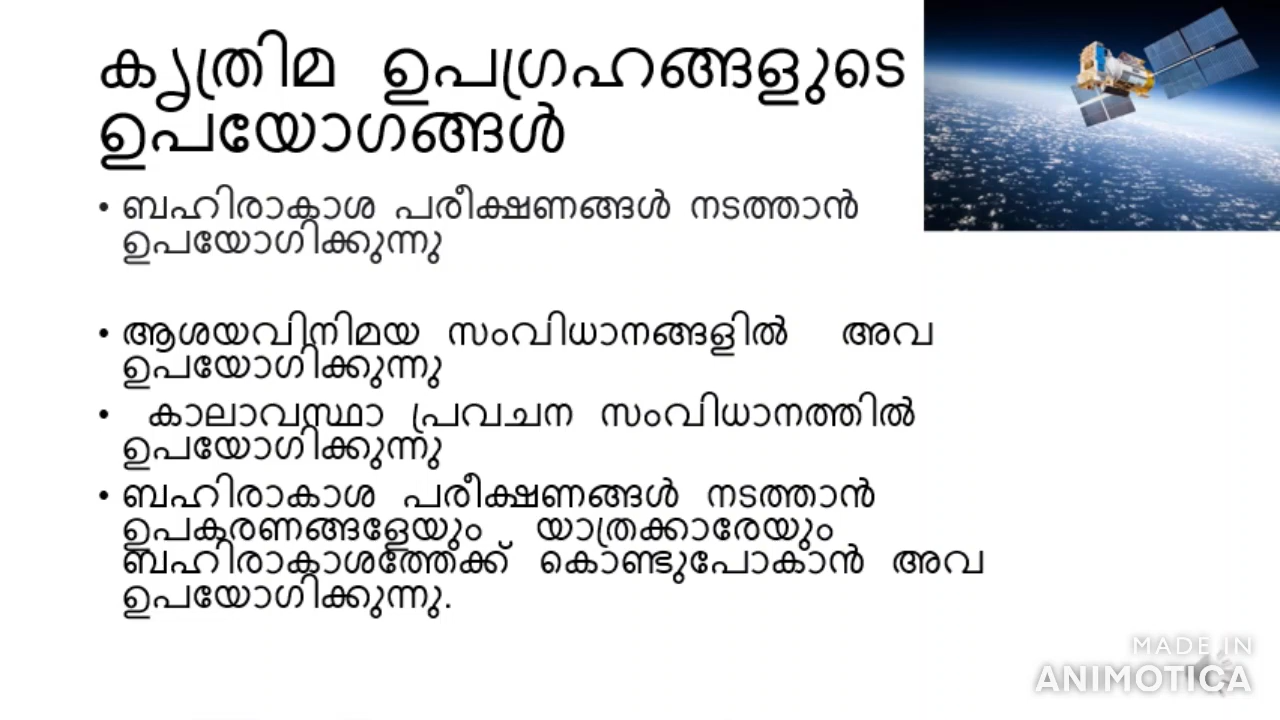 കൃത്രിമ ഉപഗ്രഹങ്ങളുടെ
ഉപയോഗങ്ങൾ
• ബഹിരാകാശ പരീക്ഷണങ്ങൾ നടത്താൻ
ഉപയോഗിക്കുന്നു
• ആശയവിനിമയ സംവിധാനങ്ങളിൽ അവ
ഉപയോഗിക്കുന്നു
• കാലാവസ്ഥാ പ്രവചന സംവിധാനത്തിൽ
ഉപയോഗിക്കുന്നു
• ബഹിരാകാശ പരീക്ഷണങ്ങൾ നടത്താൻ
ഉപകരണങ്ങളേയും യാത്രക്കാരേയും
ബഹിരാകാശത്തേക്ക് കൊണ്ടുപോകാൻ അവ
ഉപയോഗിക്കുന്നു.
MADE IN
ANIMOTICA